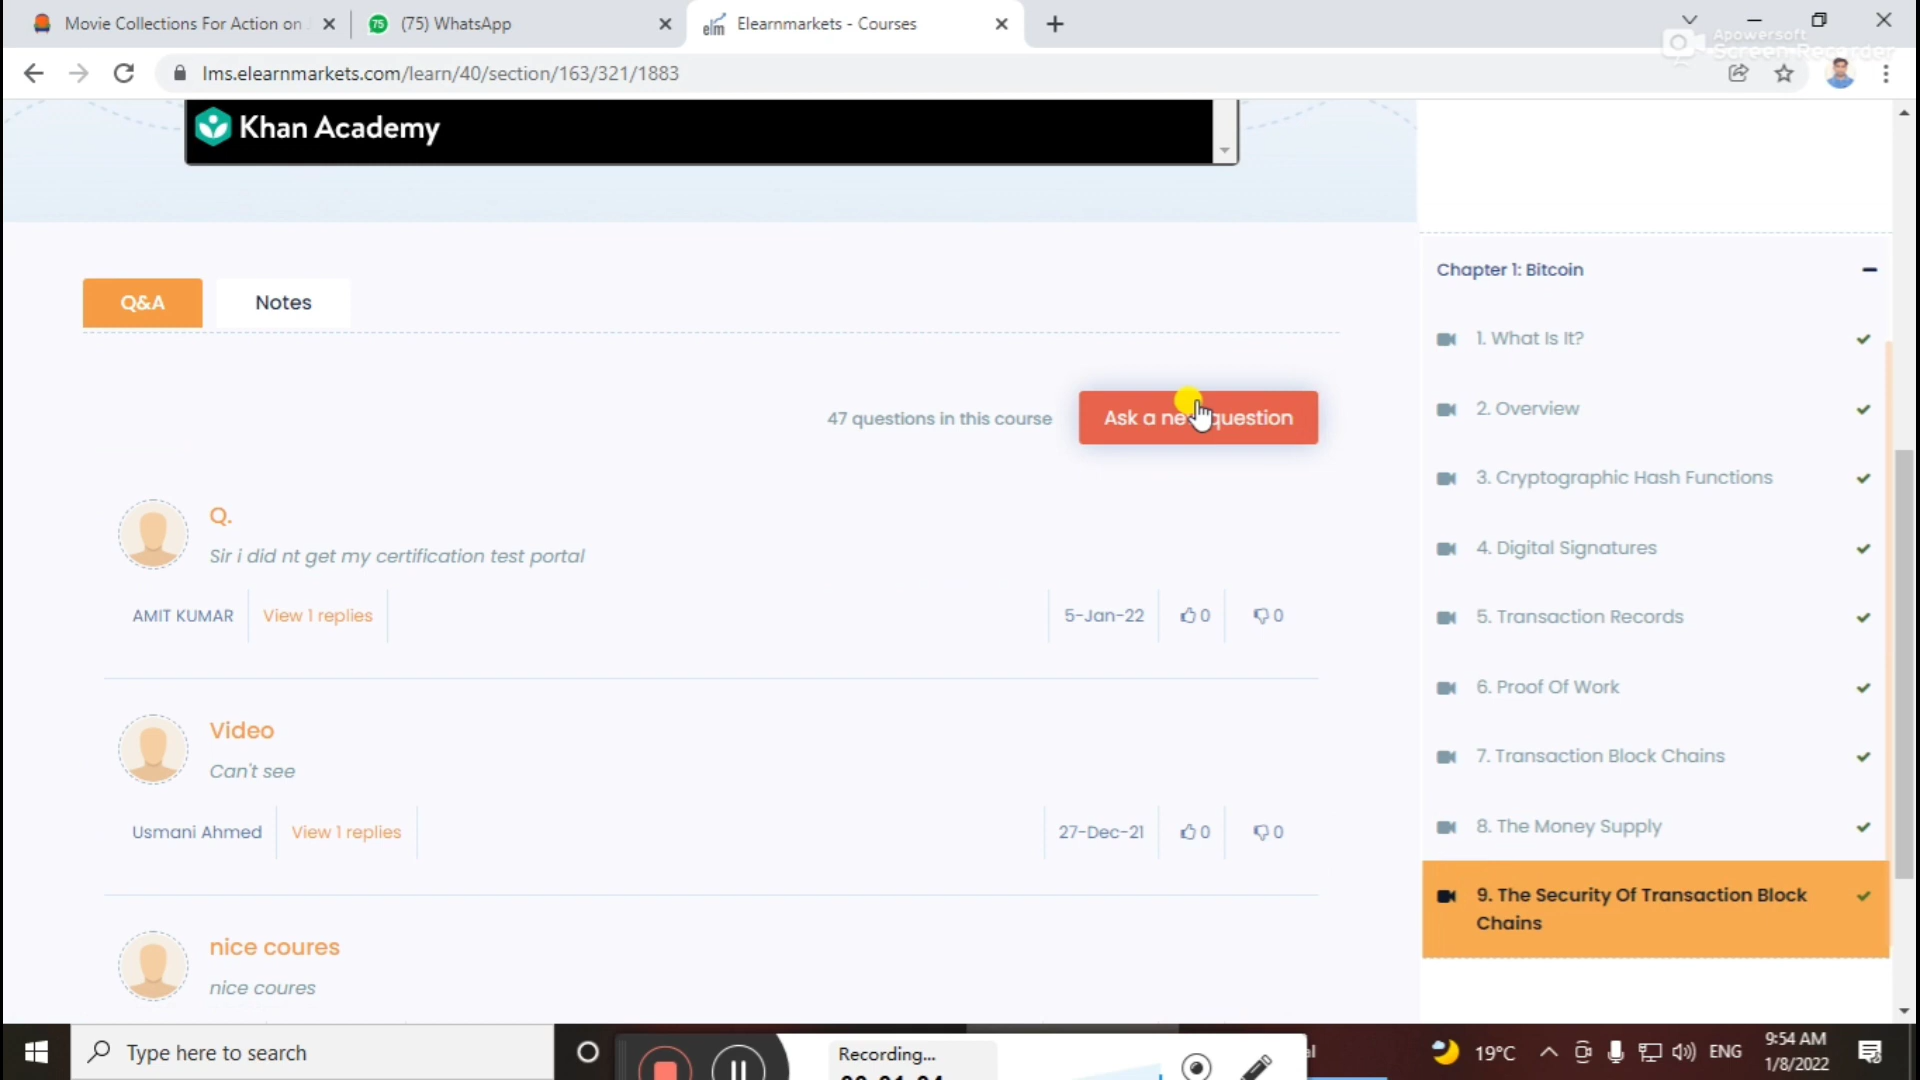 Movie Collections For Action on
(75) WhatsApp
Elearnmarkets - Courses
75
elm
Apowersoft
Screen Recorder
lms.elearnmarkets.com/learn/40/section/163/321/1883
Khan Academy
Q&A
Notes
47 questions in this course
Ask a new question
Q.
Sir i did nt get my certification test portal
AMIT KUMAR
View 1 replies
5-Jan-22
0
0
Video
Can't see
Usmani Ahmed
View 1 replies
27-Dec-21
0
0
nice coures
nice coures
Chapter 1: Bitcoin
1. What Is It?
2. Overview
3. Cryptographic Hash Functions
4. Digital Signatures
5. Transaction Records
6. Proof Of Work
7. Transaction Block Chains
8. The Money Supply
9. The Security Of Transaction Block
Chains
Type here to search
Recording...
19°C
ENG
9:54 AM
1/8/2022